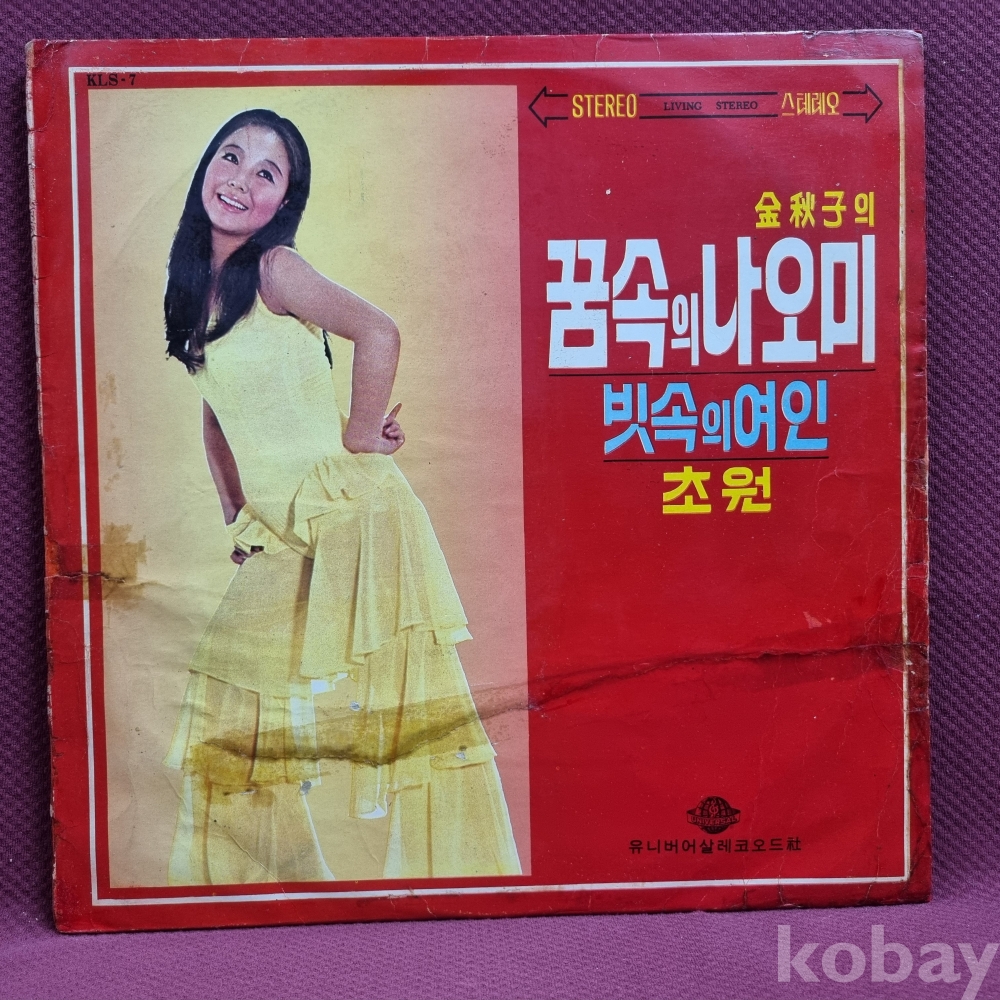 KLS-7
STEREO LIVING STEREO 스테레오
金秋子의
꿈속의나오미
빗속의여인
초원
UNIVERSAL
유니버어살레코오드社
kobay